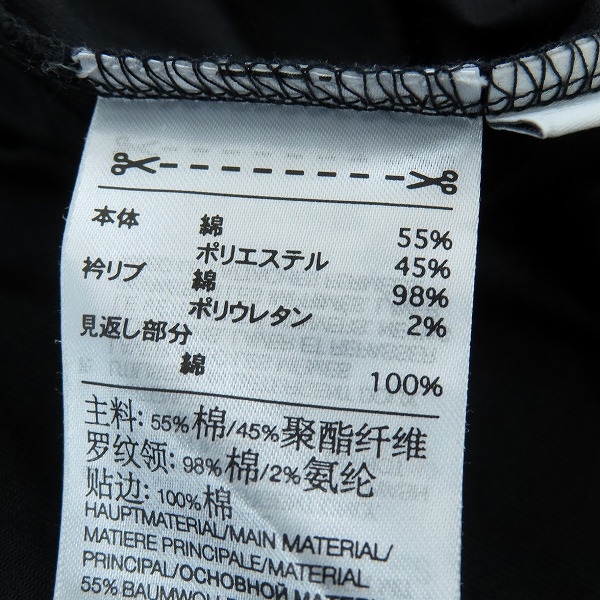 本体 綿 55%
ポリエステル 45%
衿リブ 綿 98%
ポリウレタン 2%
見返し部分
綿 100%
主料: 55%棉/45%聚酯纤维
罗纹领: 98%棉/2%氨纶
贴边: 100%棉
HAUPTMATERIAL/MAIN MATERIAL/
MATIERE PRINCIPALE/MATERIAL
PRINCIPAL/ОСНОВНОЙ МАТЕРИ
55% BAUMWOLLE